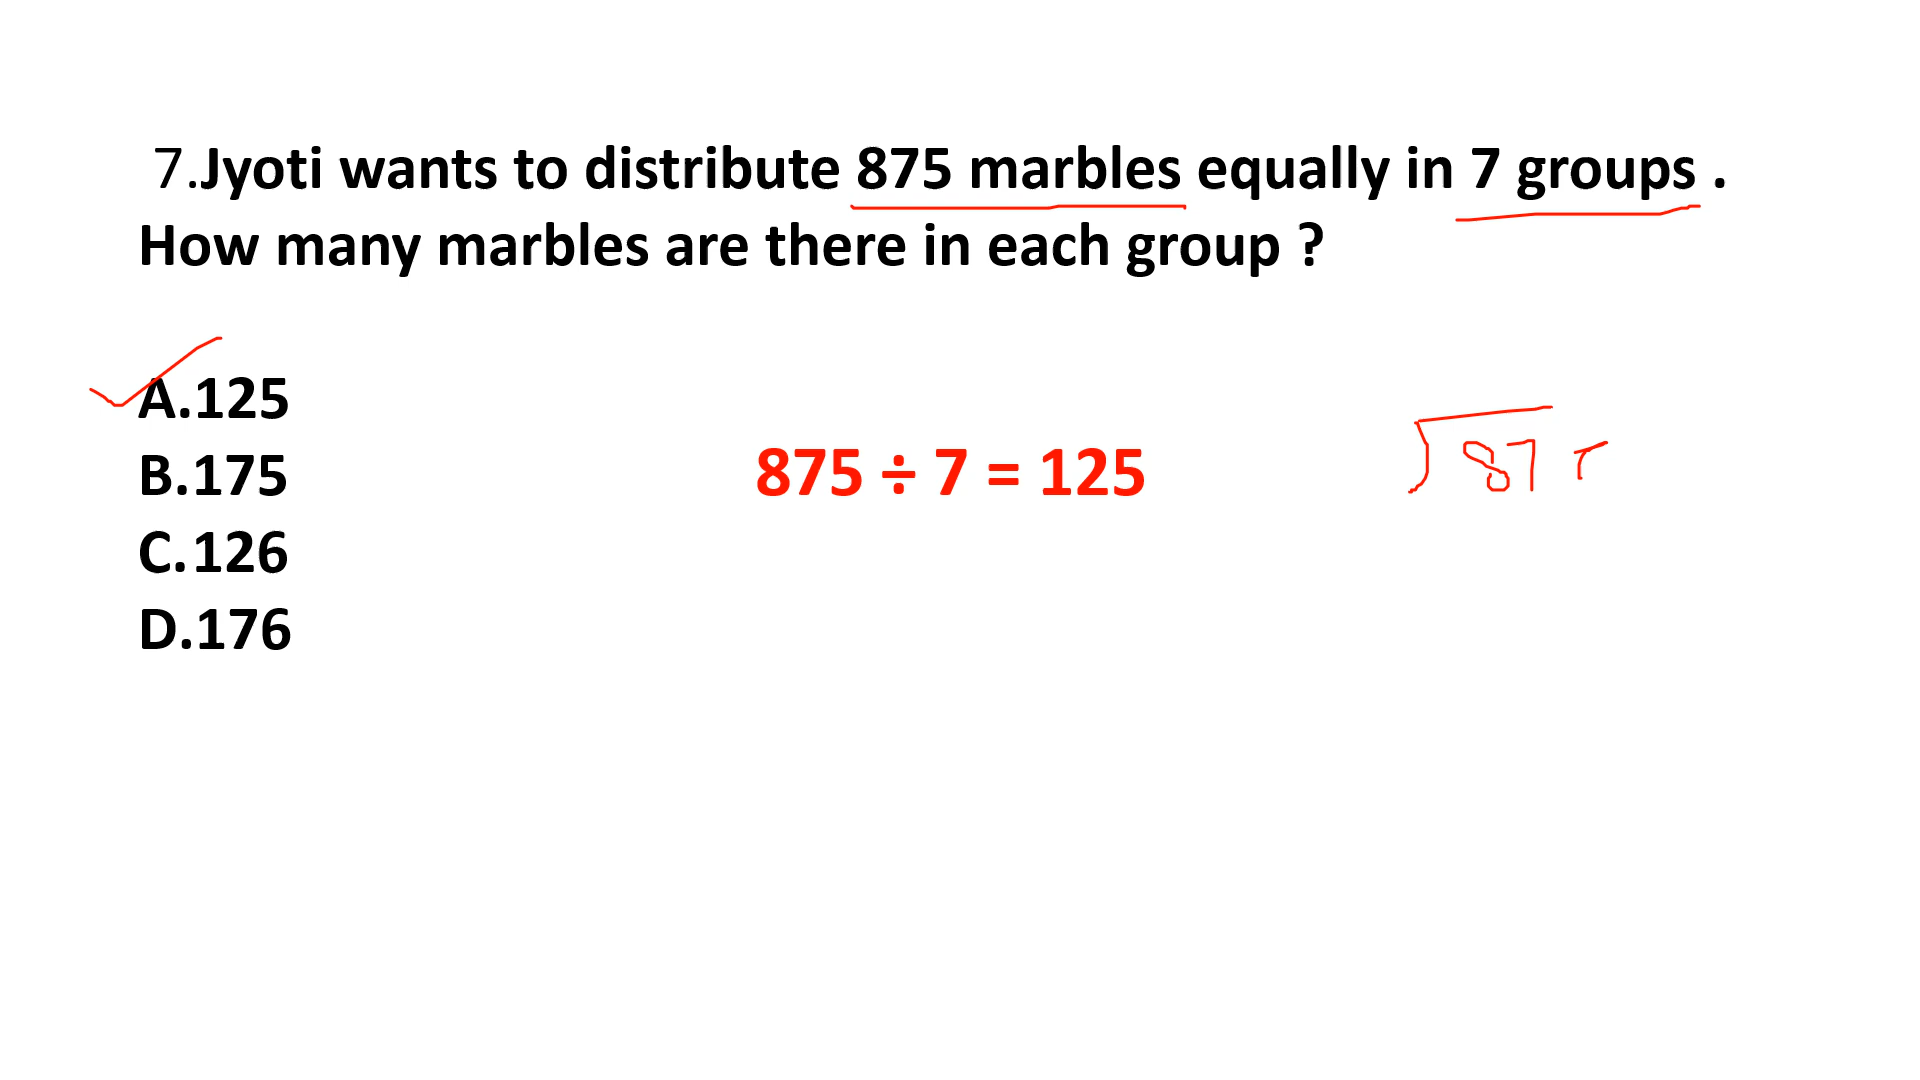 7.Jyoti wants to distribute 875 marbles equally in 7 groups .
How many marbles are there in each group ?
A.125
B.175
C.126
D.176
875 ÷ 7 = 125
87